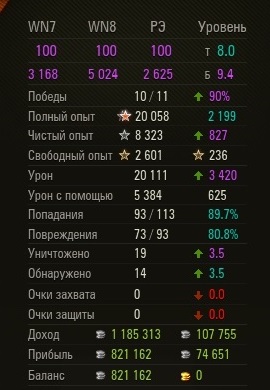 WN7 WN8 РЭ Уровень
100 100 100 т 8.0
3 168 5 024 2 625 Б 9.4
Победы 10 / 11 90%
Полный опыт 20 058 2 199
Чистый опыт 8 323 827
Свободный опыт 2 601 236
Урон 20 111 3 420
Урон с помощью 5 384 625
Попадания 93 / 113 89.7%
Повреждения 73 / 93 80.8%
Уничтожено 19 3.5
Обнаружено 14 3.5
Очки захвата 0 0.0
Очки защиты 0 0.0
Доход 1 185 313 107 755
Прибыль 821 162 74 651
Баланс 821 162 0